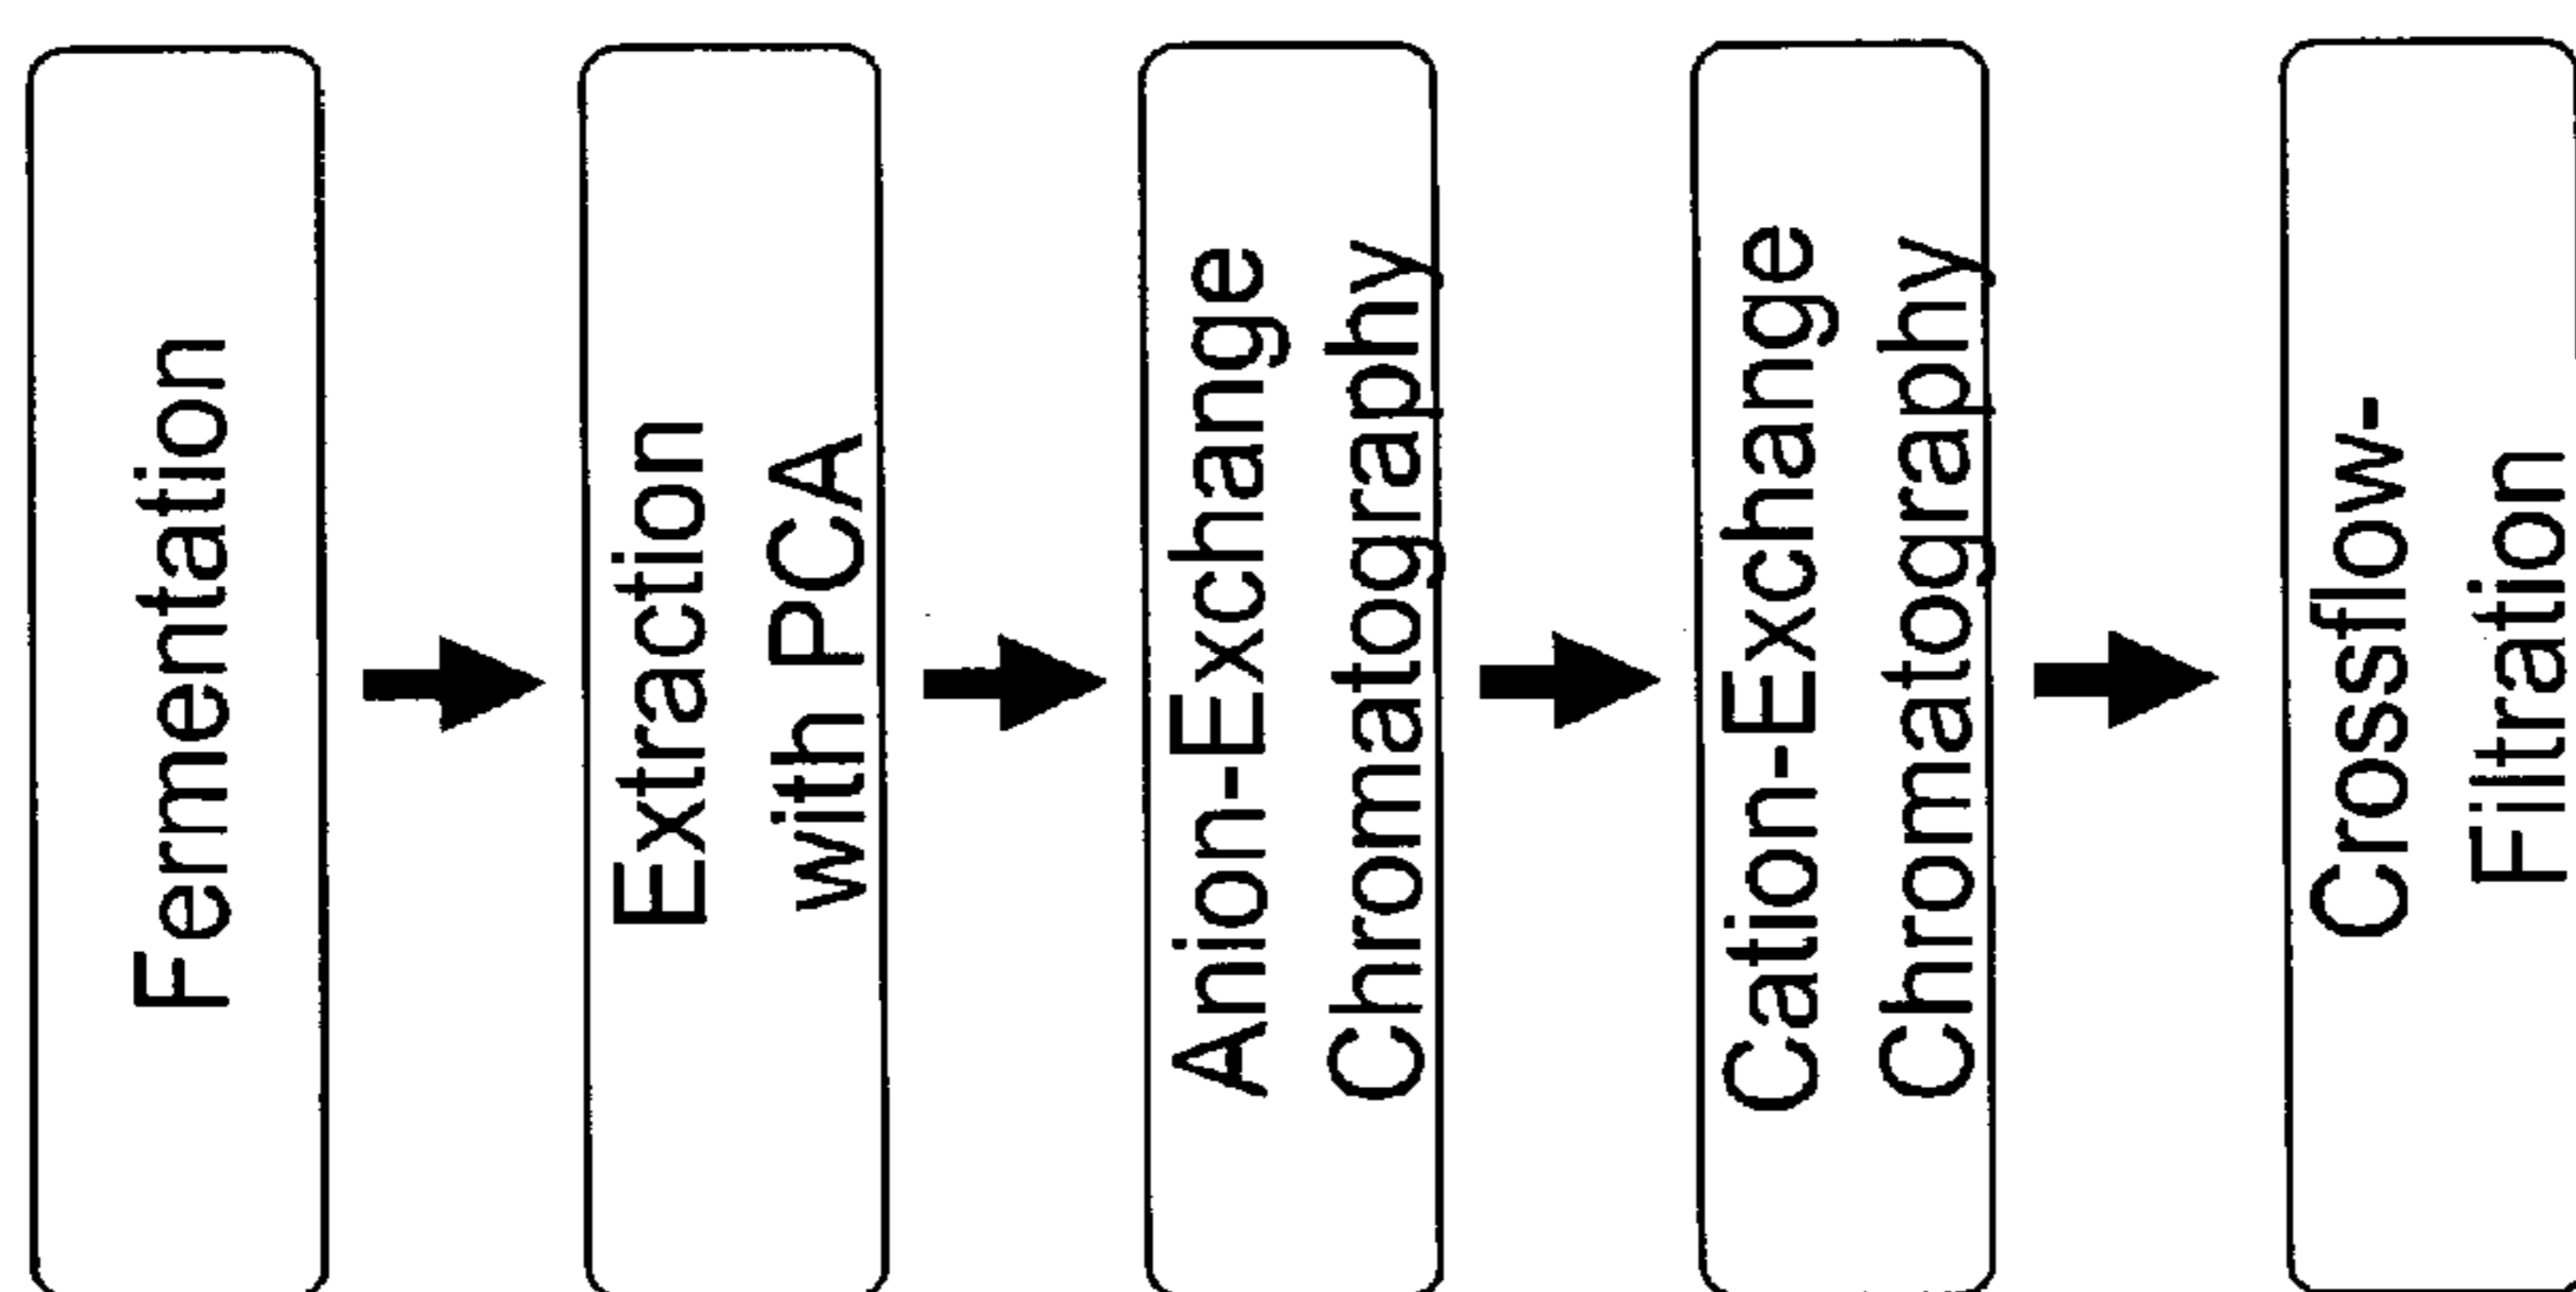 Fermentation
Extraction
with PCA
Anion-Exchange
Chromatography
Cation-Exchange
Chromatography
Crossflow-
Filtration